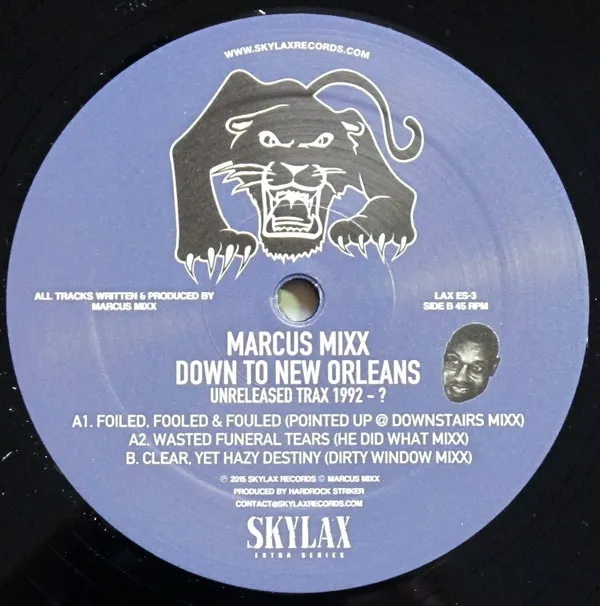 WWW.SKYLAXRECORDS.COM
ALL TRACKS WRITTEN & PRODUCED BY
MARCUS MIXX
LAX ES-3
SIDE B 45 RPM
MARCUS MIXX
DOWN TO NEW ORLEANS
UNRELEASED TRAX 1992 - ?
A1. FOILED, FOOLED & FOULED (POINTED UP @ DOWNSTAIRS MIXX)
A2. WASTED FUNERAL TEARS (HE DID WHAT MIXX)
B. CLEAR, YET HAZY DESTINY (DIRTY WINDOW MIXX)
℗ 2015 SKYLAX RECORDS © MARCUS MIXX
PRODUCED BY HARDROCK STRIKER
CONTACT@SKYLAXRECORDS.COM
SKYLAX
EXTRA SERIES